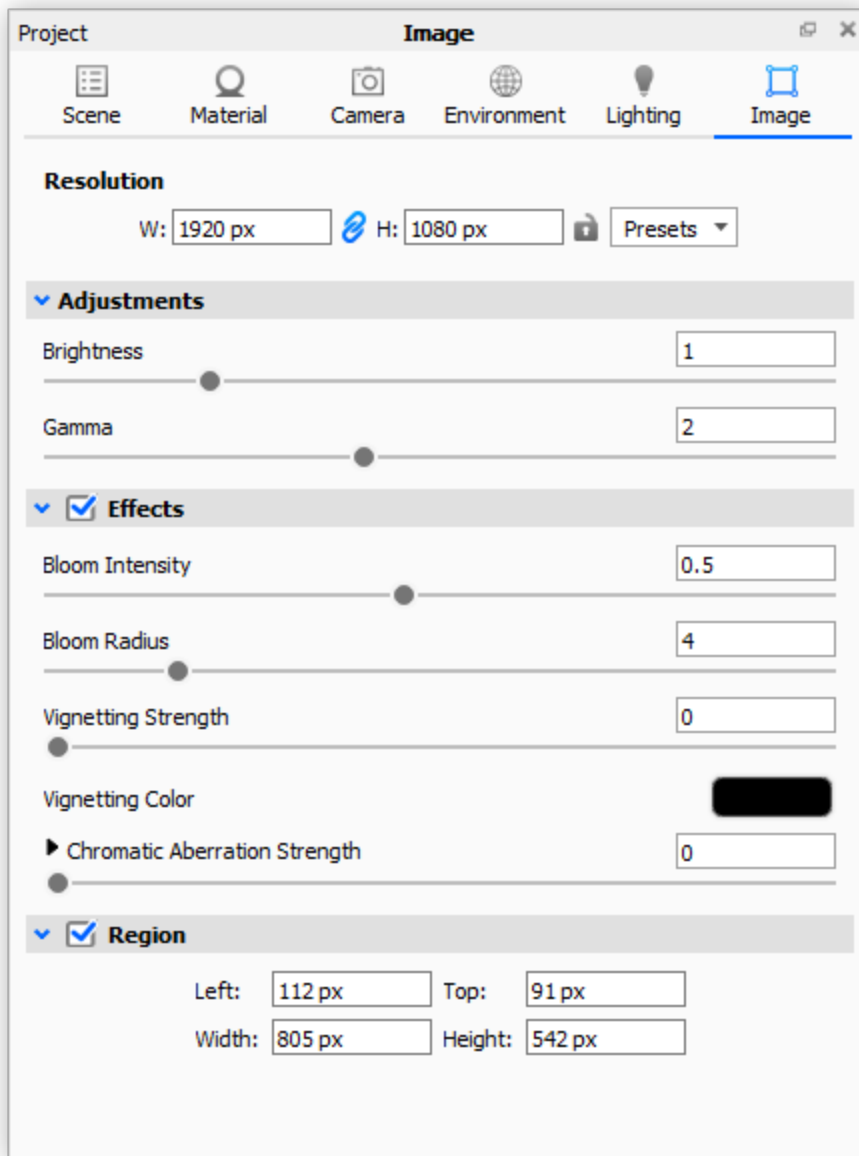 Project Image
Scene Material Camera Environment Lighting Image
Resolution
W: 1920 px H: 1080 px Presets
Adjustments
Brightness 1
Gamma 2
Effects
Bloom Intensity 0.5
Bloom Radius 4
Vignetting Strength 0
Vignetting Color
Chromatic Aberration Strength 0
Region
Left: 112 px Top: 91 px
Width: 805 px Height: 542 px